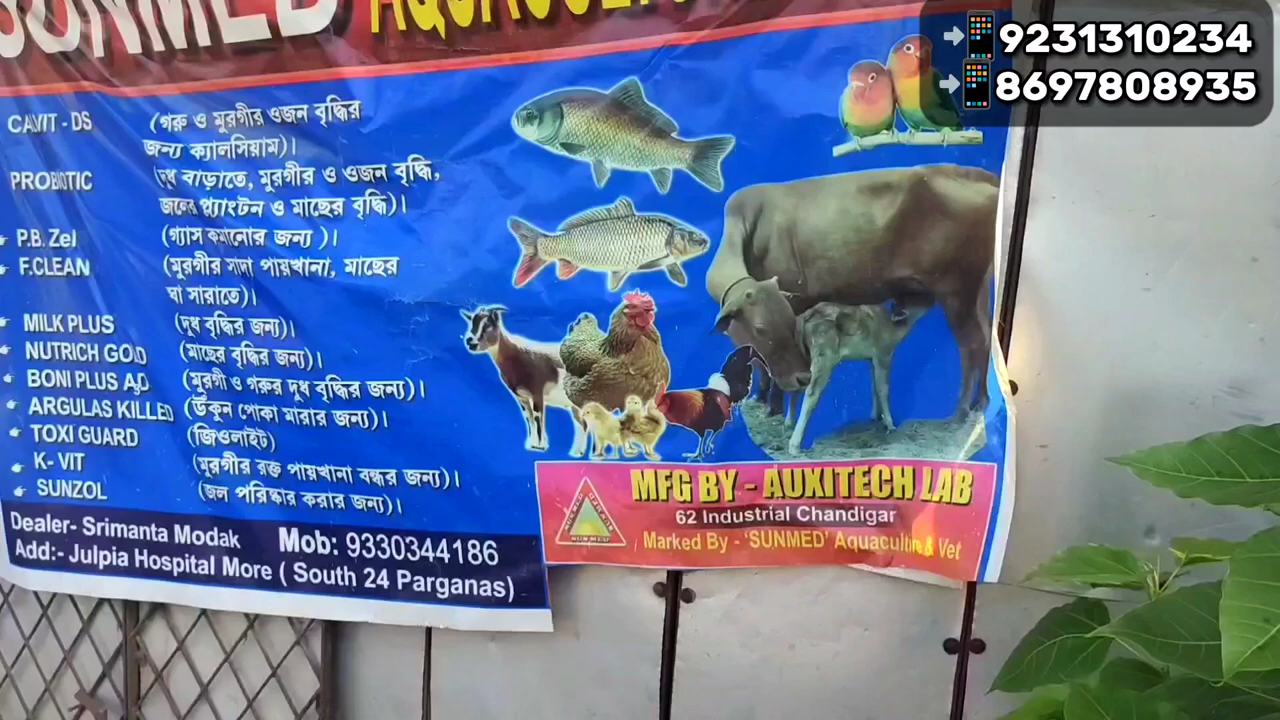 9231310234
8697808935
SUNMED
CAVIT - DS (গরু ও মুরগীর ওজন বৃদ্ধির
জন্য ক্যালসিয়াম)।
PROBIOTIC (দুধ বাড়াতে, মুরগীর ও ওজন বৃদ্ধি,
জলের প্ল্যাংটন ও মাছের বৃদ্ধি)।
P.B. Zel (গ্যাস কমানোর জন্য )।
F.CLEAN (মুরগীর সাদা পায়খানা, মাছের
ঘা সারাতে)।
MILK PLUS (দুধ বৃদ্ধির জন্য)।
NUTRICH GOLD (মাছের বৃদ্ধির জন্য)।
BONI PLUS (মুরগী ও গরুর দুধ বৃদ্ধির জন্য)।
ARGULAS KILLED (উঁকুন পোকা মারার জন্য)।
TOXI GUARD (জিওলাইট)
K- VIT (মুরগীর রক্ত পায়খানা বন্ধর জন্য)।
SUNZOL (জল পরিস্কার করার জন্য)।
Dealer- Srimanta Modak Mob: 9330344186
Add:- Julpia Hospital More ( South 24 Parganas)
MFG BY - AUXITECH LAB
62 Industrial Chandigar
Marked By - 'SUNMED' Aquaculture & Vet
SUN MED